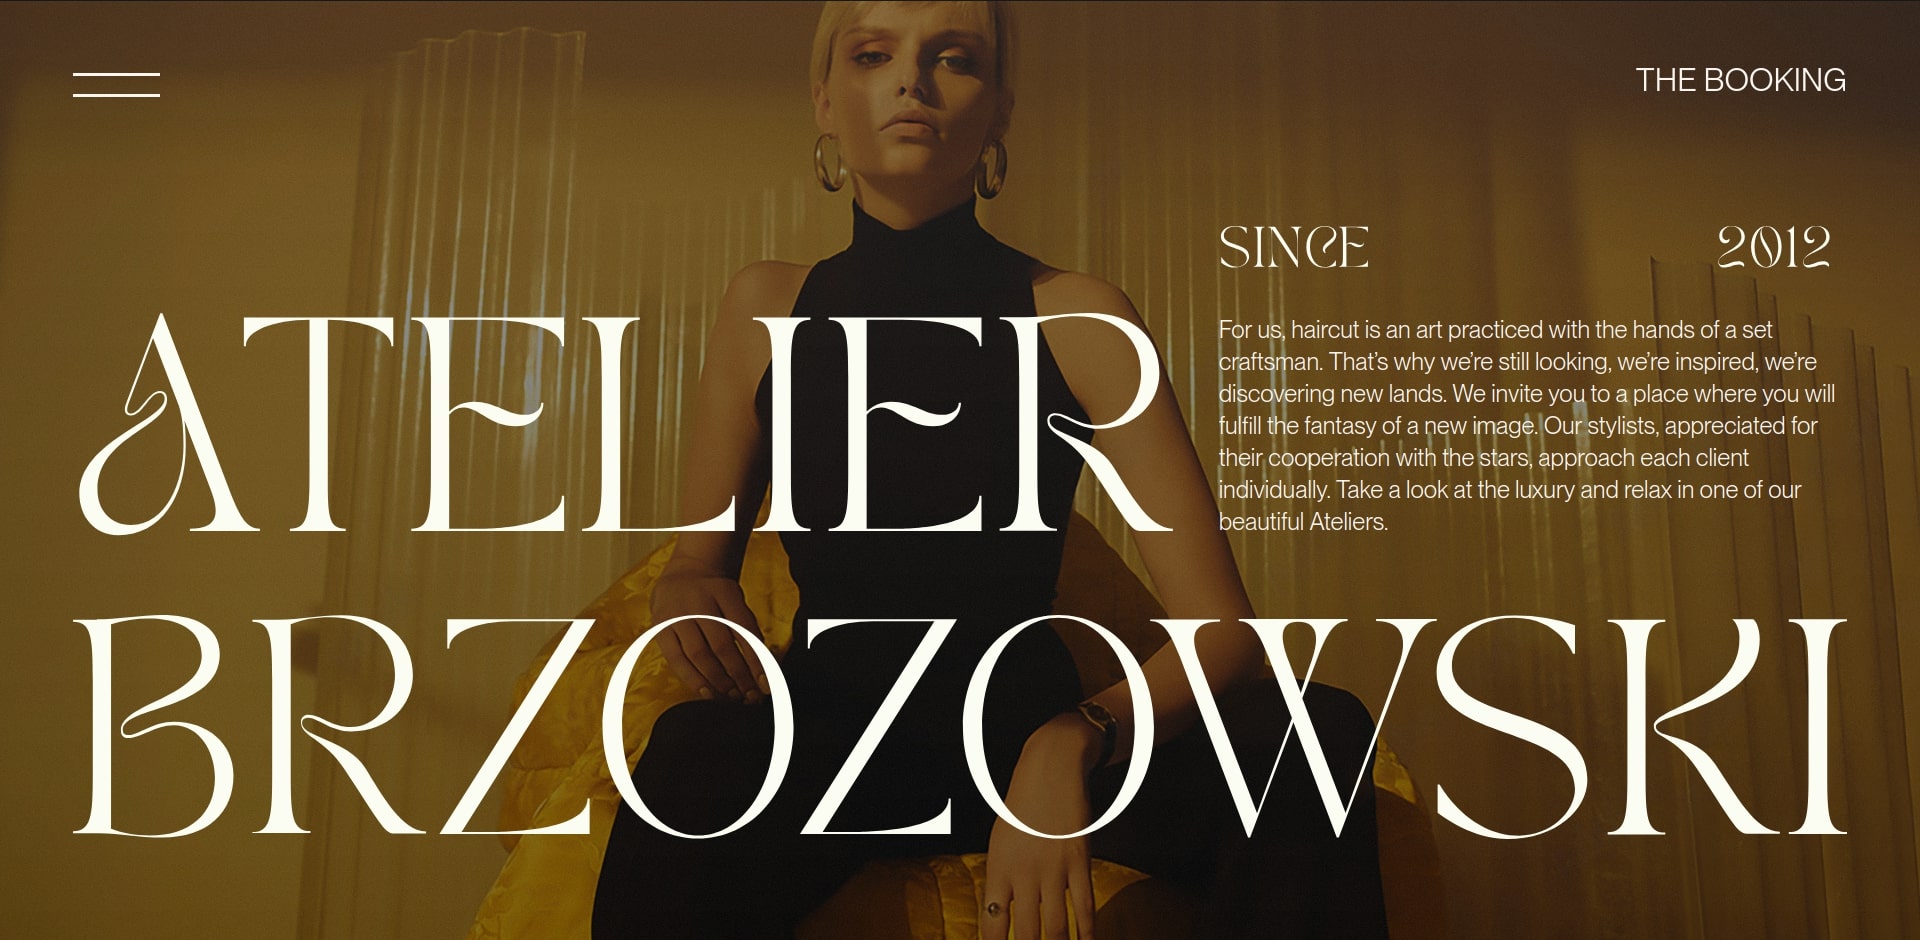 THE BOOKING
SINCE 2012
ATELIER
For us, haircut is an art practiced with the hands of a set
craftsman. That’s why we’re still looking, we’re inspired, we’re
discovering new lands. We invite you to a place where you will
fulfill the fantasy of a new image. Our stylists, appreciated for
their cooperation with the stars, approach each client
individually. Take a look at the luxury and relax in one of our
beautiful Ateliers.
BRZOZOWSKI